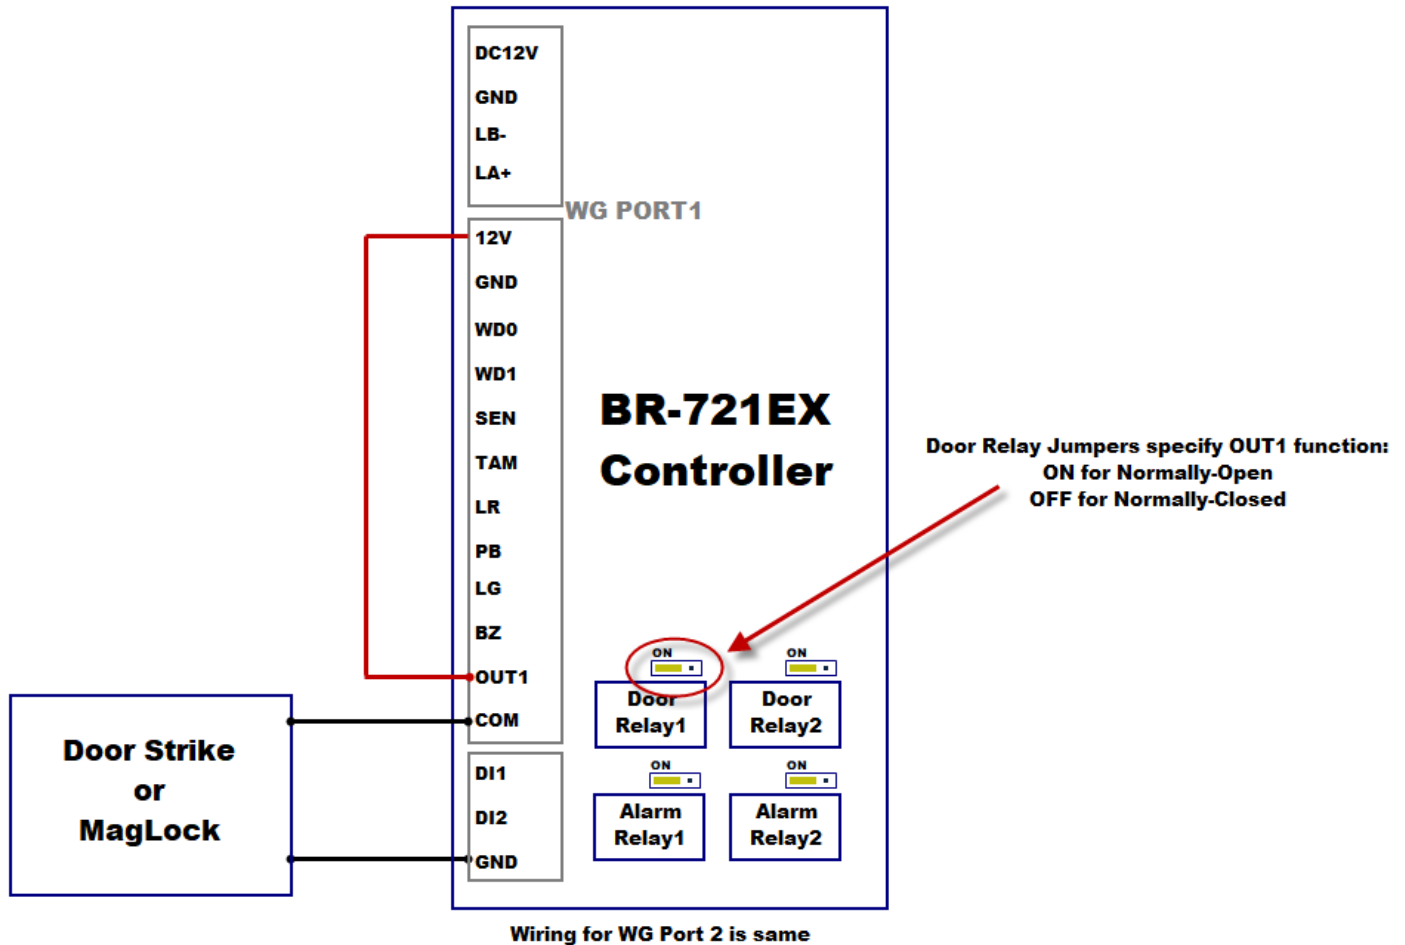 DC12V
GND
LB-
LA+
WG PORT1
12V
GND
WD0
WD1
SEN
TAM
LR
PB
LG
BZ
OUT1
COM
DI1
DI2
GND
BR-721EX
Controller
Door Relay Jumpers specify OUT1 function:
ON for Normally-Open
OFF for Normally-Closed
ON
Door
Relay1
ON
Door
Relay2
ON
Alarm
Relay1
ON
Alarm
Relay2
Door Strike
or
MagLock
Wiring for WG Port 2 is same